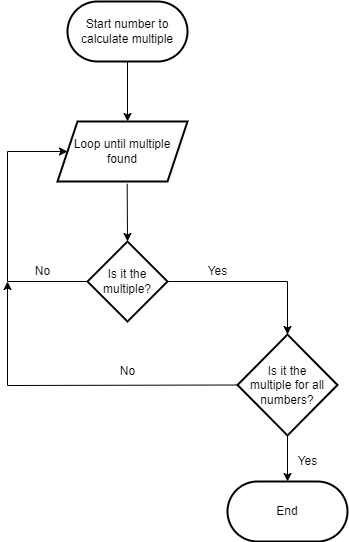 Start number to
calculate multiple
Loop until multiple
found
No
Is it the
multiple?
Yes
No
Is it the
multiple for all
numbers?
Yes
End